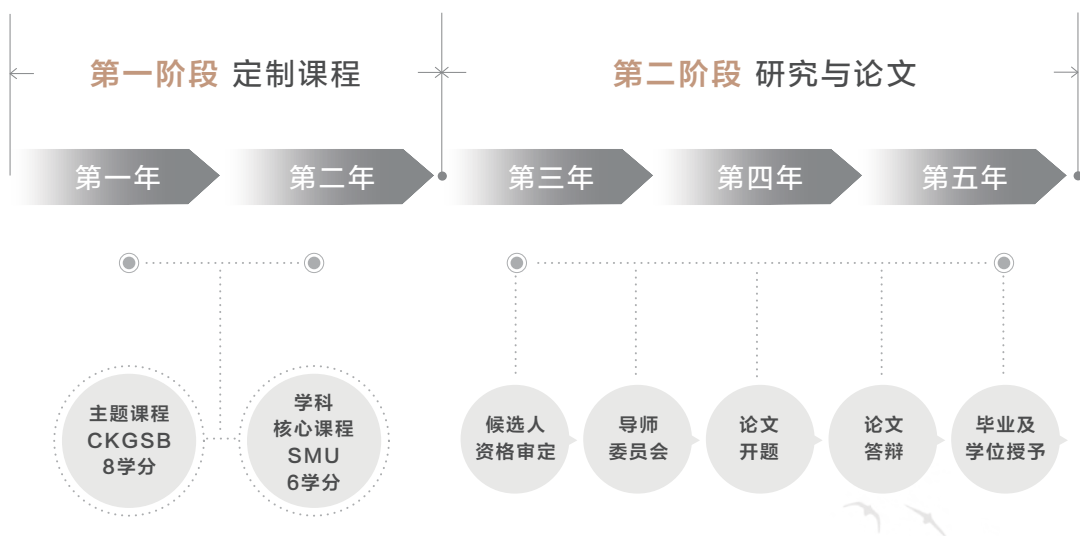 第一阶段 定制课程
第二阶段 研究与论文
第一年
第二年
第三年
第四年
第五年
主题课程
CKGSB
8学分
学科
核心课程
SMU
6学分
候选人
资格审定
导师
委员会
论文
开题
论文
答辩
毕业及
学位授予